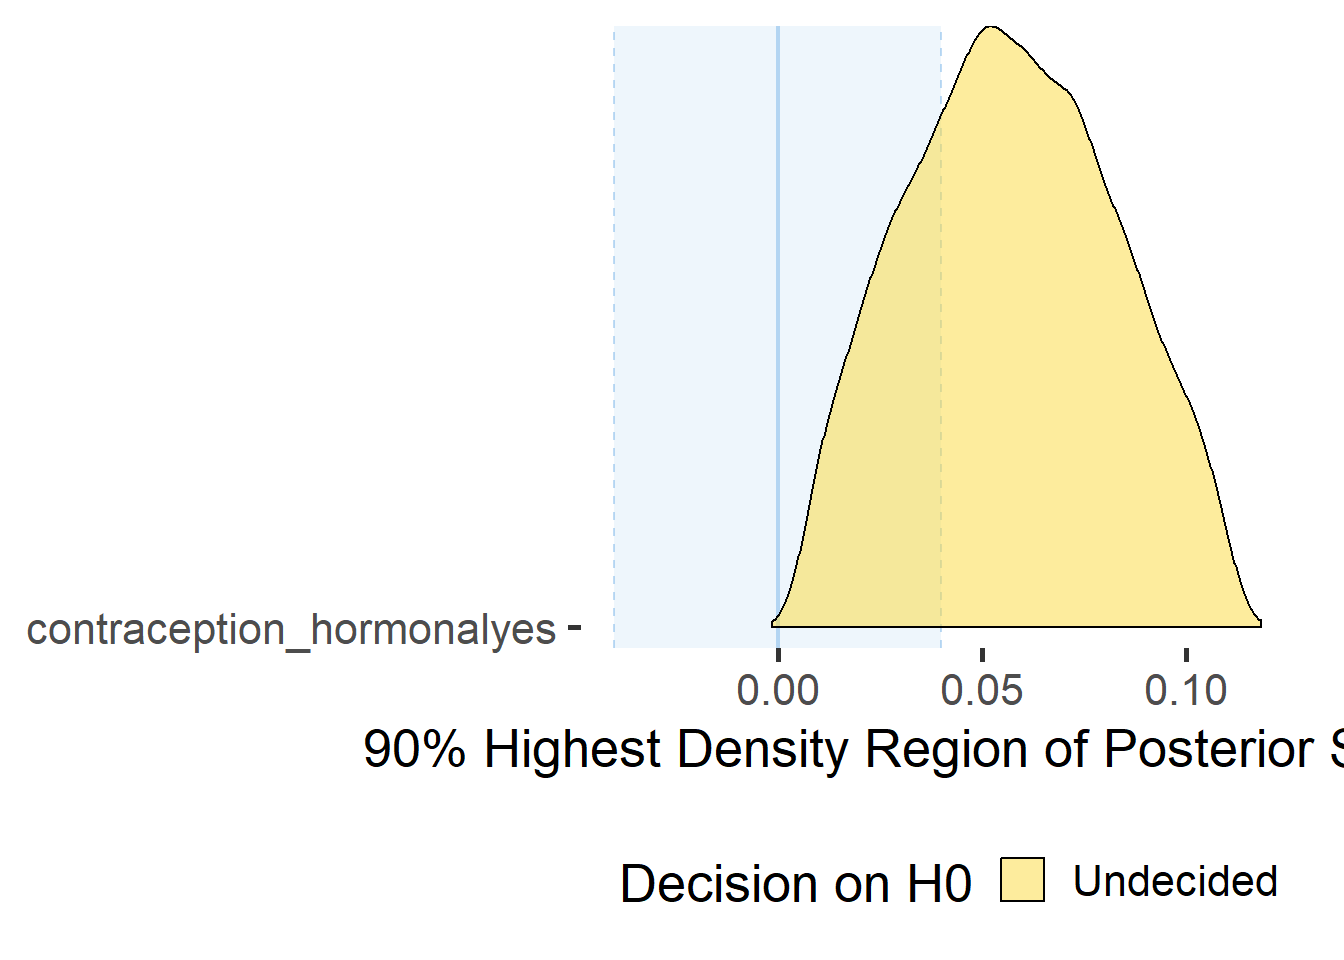 contraception_hormonalyes
0.00 0.05 0.10
90% Highest Density Region of Posterior S
Decision on H0 Undecided